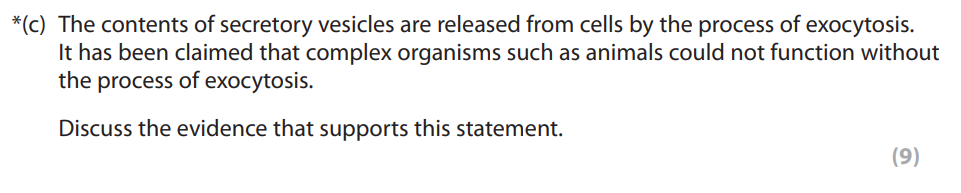 *(c) The contents of secretory vesicles are released from cells by the process of exocytosis.
It has been claimed that complex organisms such as animals could not function without
the process of exocytosis.
Discuss the evidence that supports this statement.
(9)